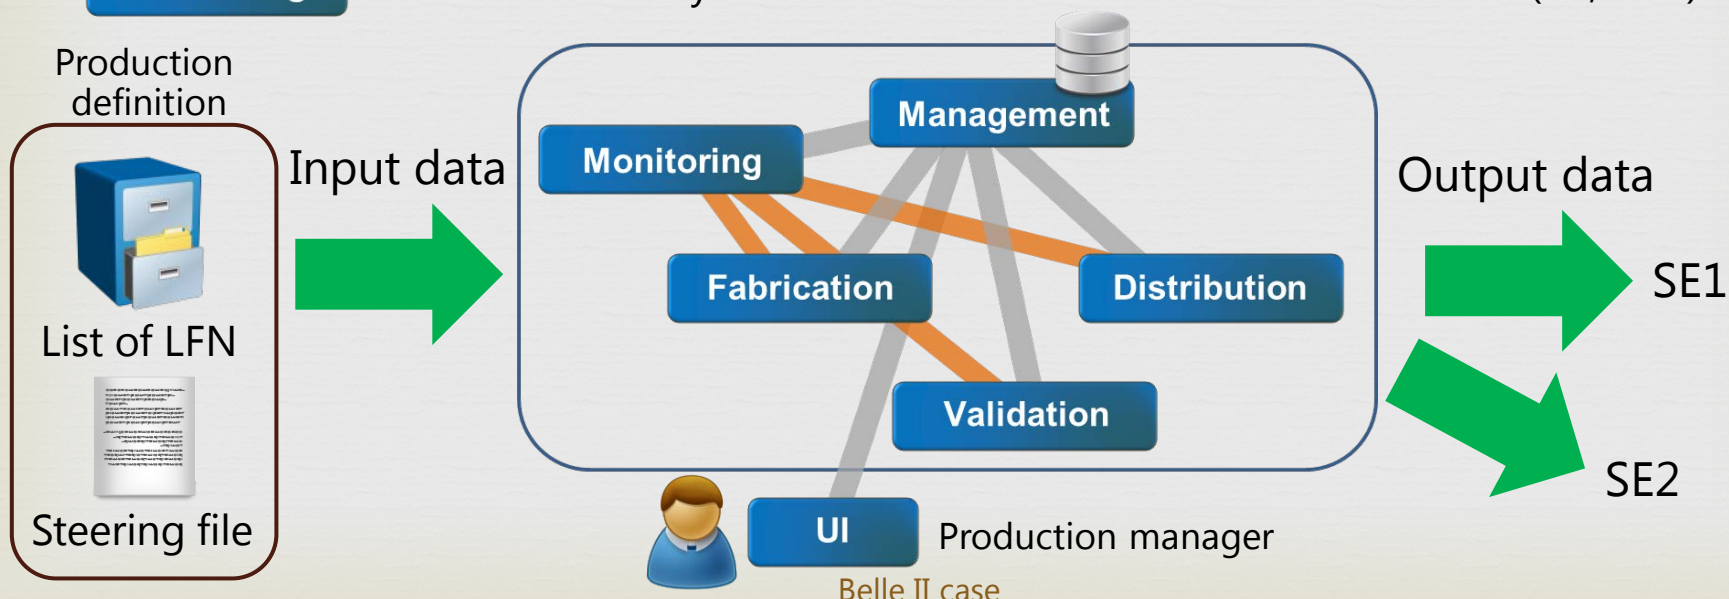 Production
definition
Input data
List of LFN
Steering file
Management
Monitoring
Fabrication
Distribution
Validation
UI
Production manager
Output data
SE1
SE2
Belle II case